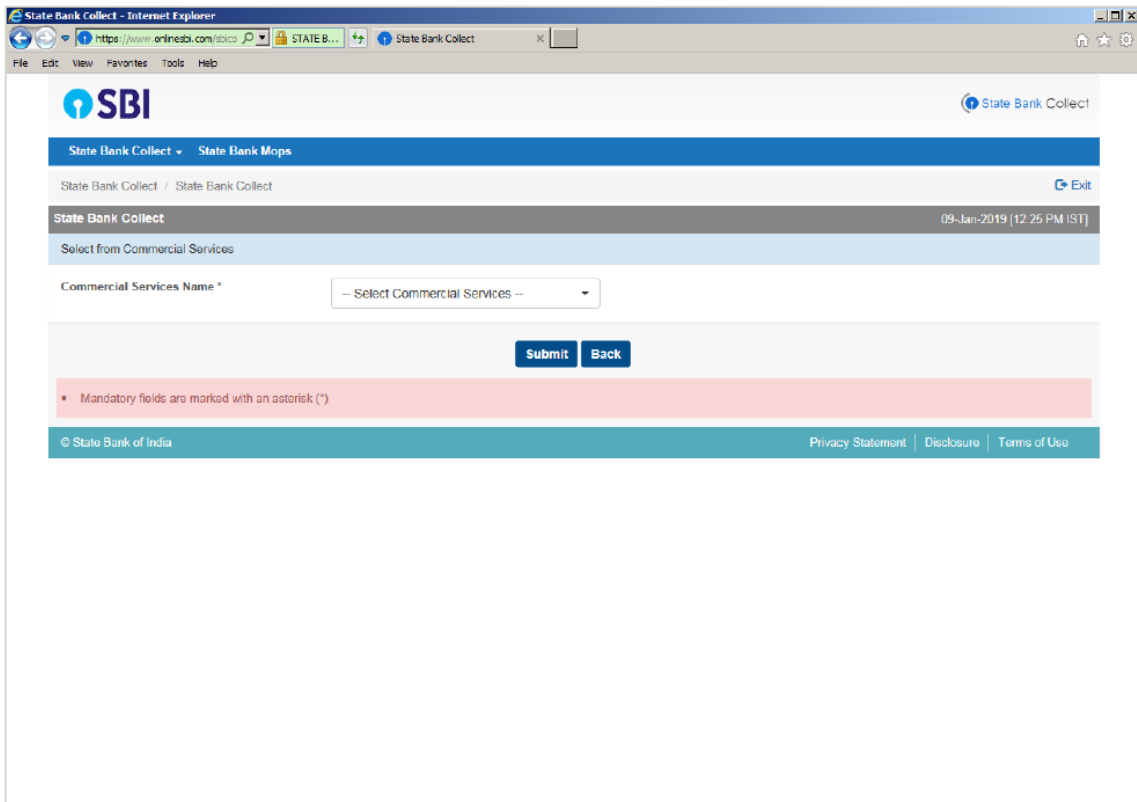 State Bank Collect - Internet Explorer
https://www.onlinesbi.com/sbico STATE B... State Bank Collect
File Edit View Favorites Tools Help
SBI
State Bank Collect
State Bank Collect State Bank Mops
State Bank Collect / State Bank Collect
Exit
State Bank Collect
09-Jan-2019 [12.25 PM IST]
Select from Commercial Services
Commercial Services Name *
-- Select Commercial Services --
Submit Back
Mandatory fields are marked with an asterisk (*)
© State Bank of India
Privacy Statement | Disclosure | Terms of Use